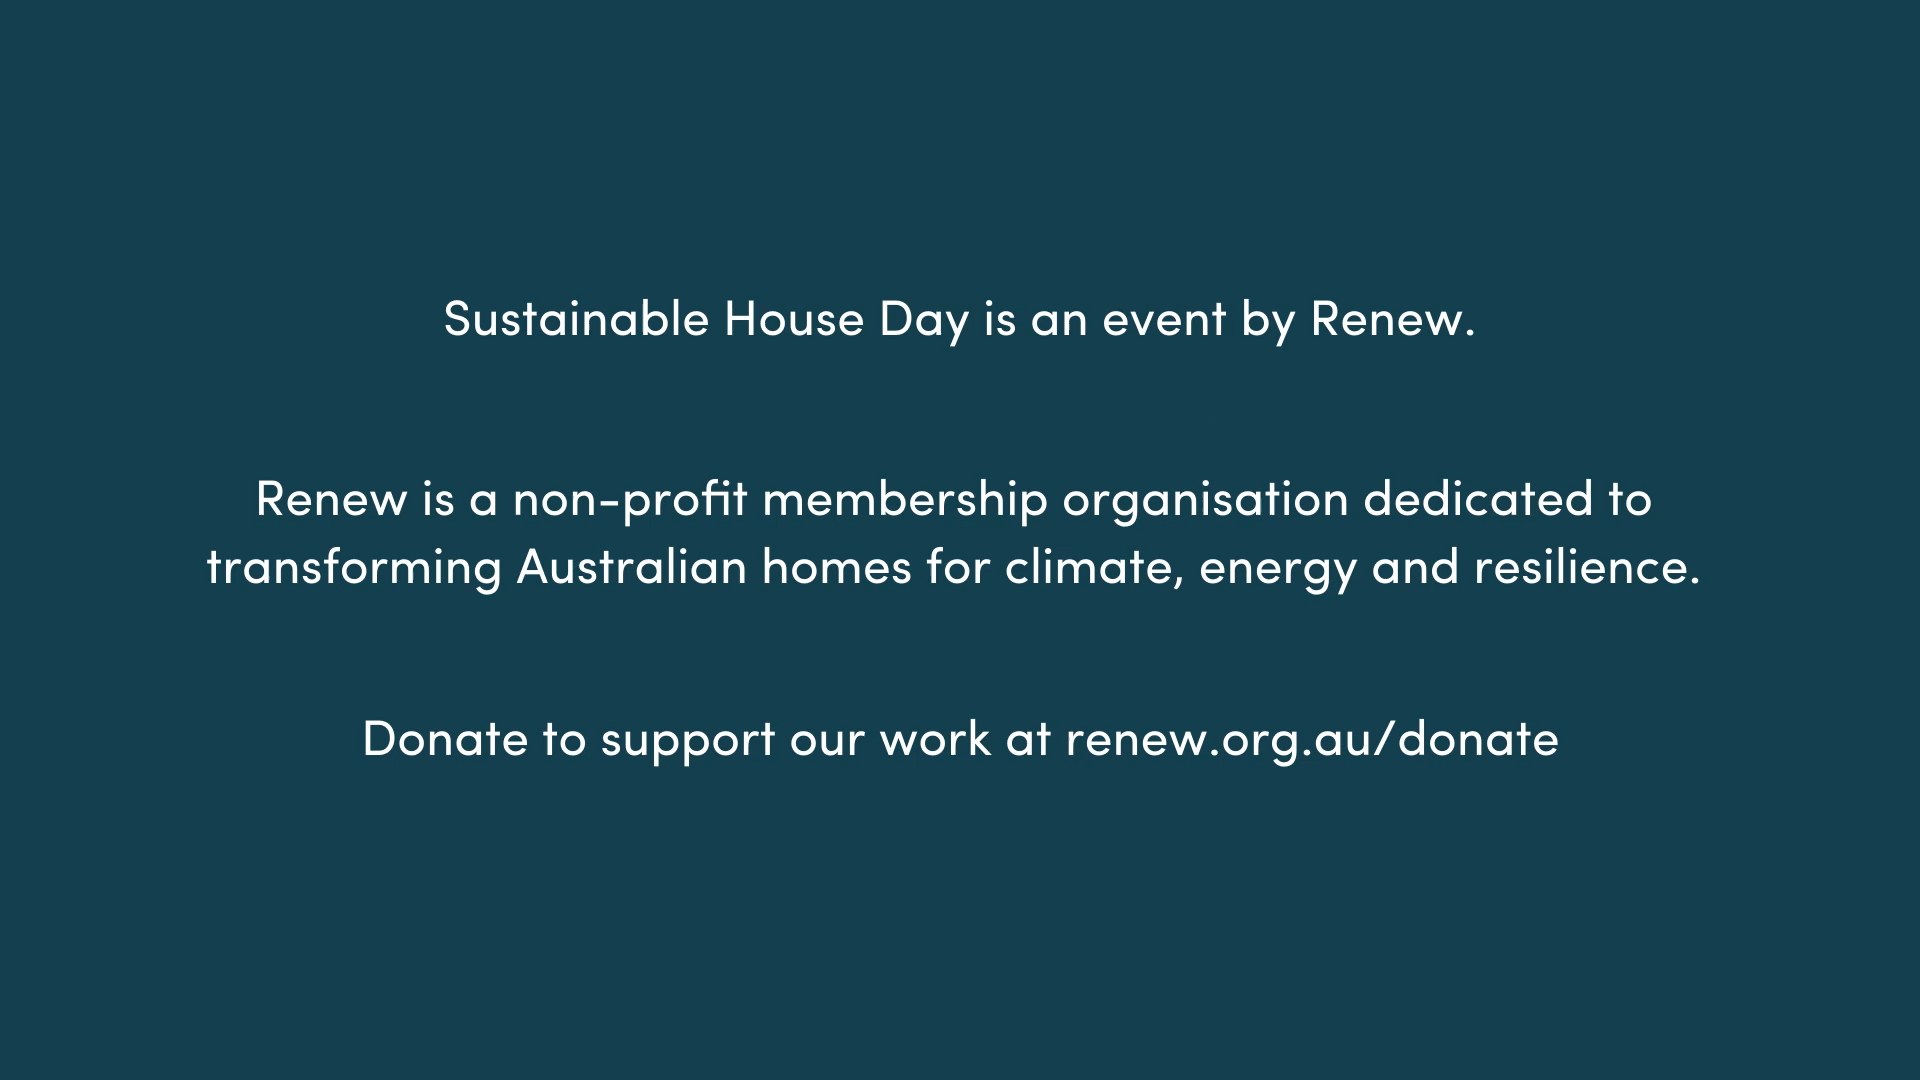 Sustainable House Day is an event by Renew.
Renew is a non-profit membership organisation dedicated to
transforming Australian homes for climate, energy and resilience.
Donate to support our work at renew.org.au/donate